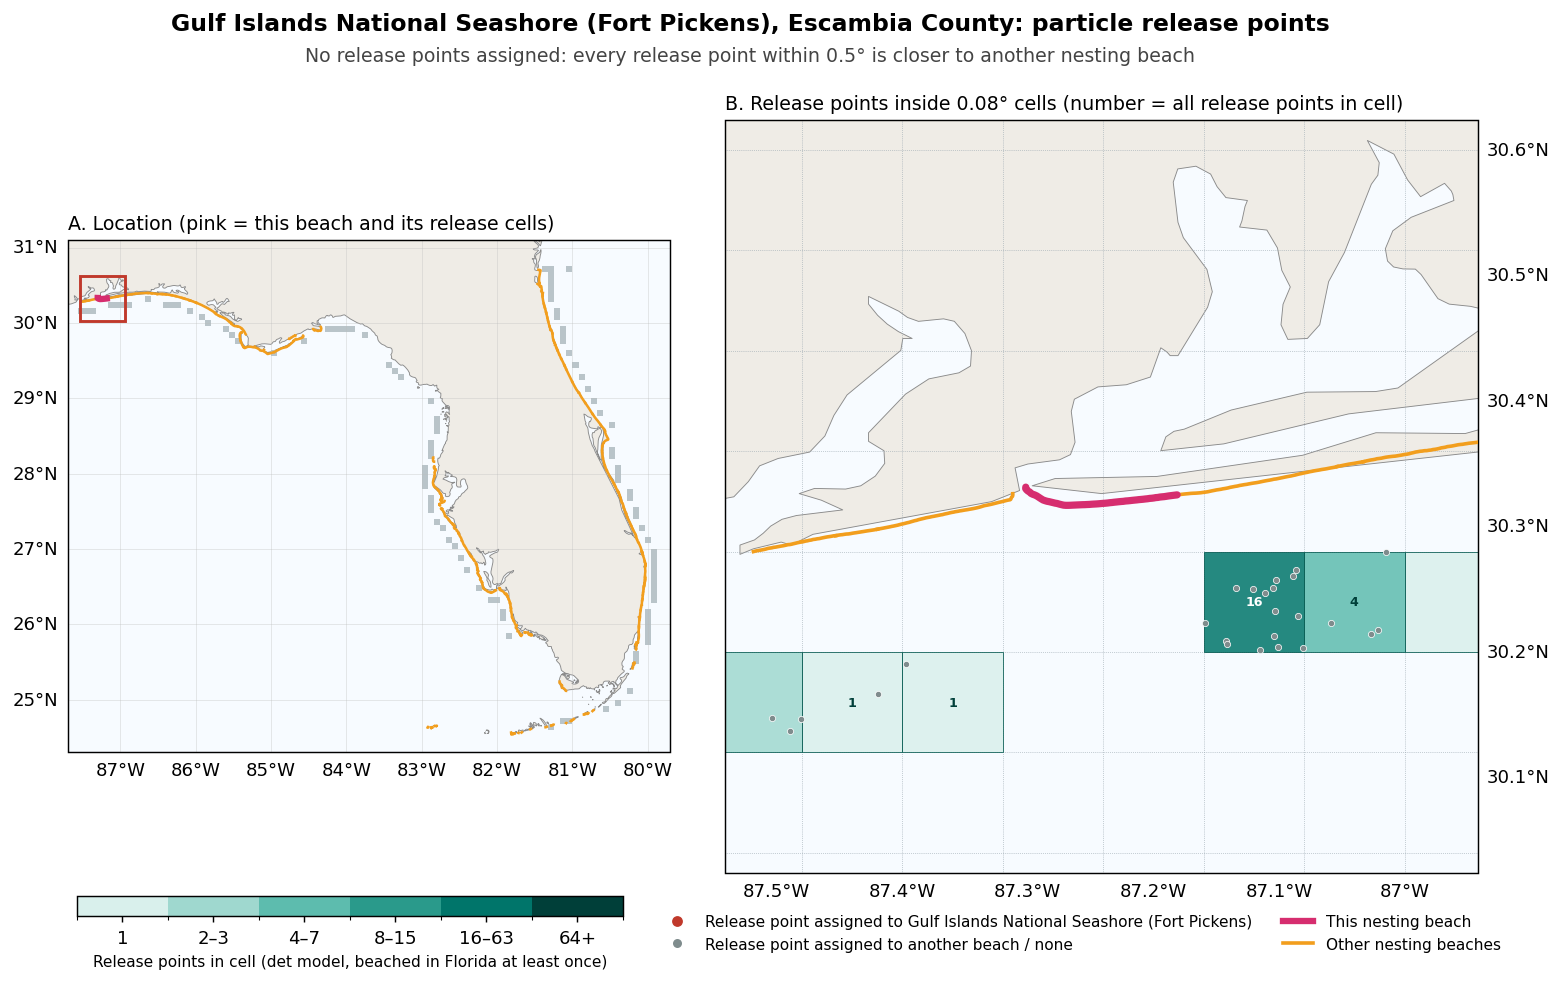 Gulf Islands National Seashore (Fort Pickens), Escambia County: particle release points
No release points assigned: every release point within 0.5° is closer to another nesting beach
A. Location (pink = this beach and its release cells)
31°N
30°N
29°N
28°N
27°N
26°N
25°N
87°W 86°W 85°W 84°W 83°W 82°W 81°W 80°W
B. Release points inside 0.08° cells (number = all release points in cell)
30.6°N
30.5°N
30.4°N
30.3°N
30.2°N
30.1°N
16 4
1 1
87.5°W 87.4°W 87.3°W 87.2°W 87.1°W 87°W
1 2–3 4–7 8–15 16–63 64+
Release points in cell (det model, beached in Florida at least once)
Release point assigned to Gulf Islands National Seashore (Fort Pickens)
Release point assigned to another beach / none
This nesting beach
Other nesting beaches